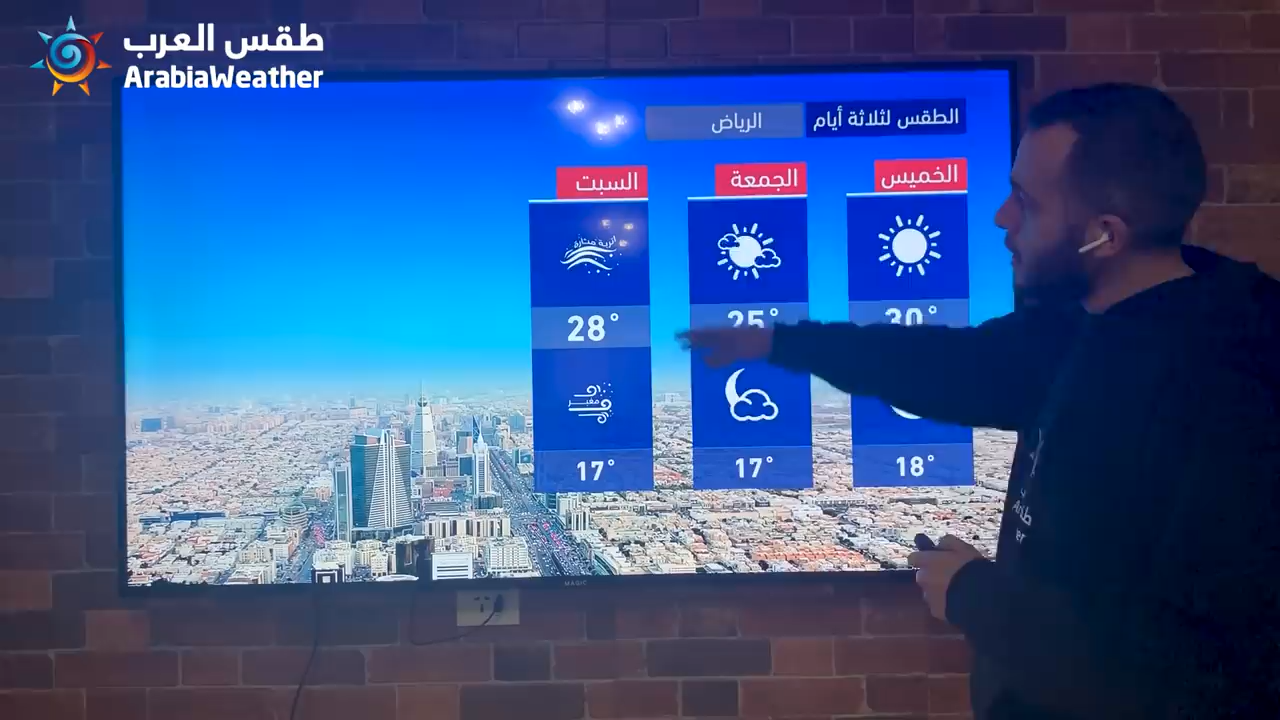 طقس العرب
ArabiaWeather
الطقس لثلاثة أيام
الرياض
الخميس
الجمعة
السبت
أتربة مثارة
30°
25°
28°
مغبر
18°
17°
17°
MAGIC